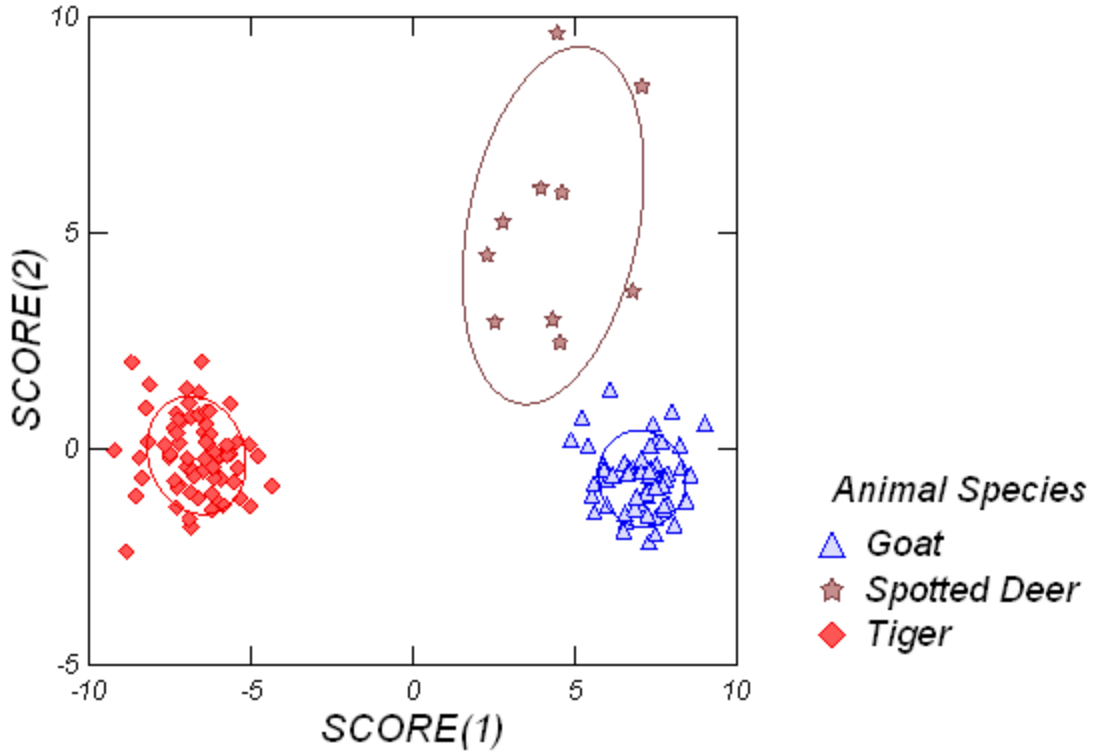 10
5
0
-5
SCORE(2)
-10
-5
0
5
10
SCORE(1)
Animal Species
Goat
Spotted Deer
Tiger